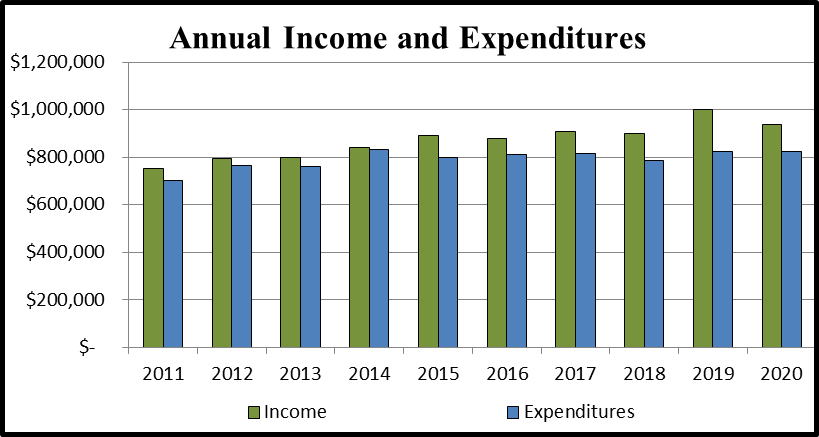 Annual Income and Expenditures
$1,200,000
$1,000,000
$800,000
$600,000
$400,000
$200,000
$-
2011 2012 2013 2014 2015 2016 2017 2018 2019 2020
Income Expenditures